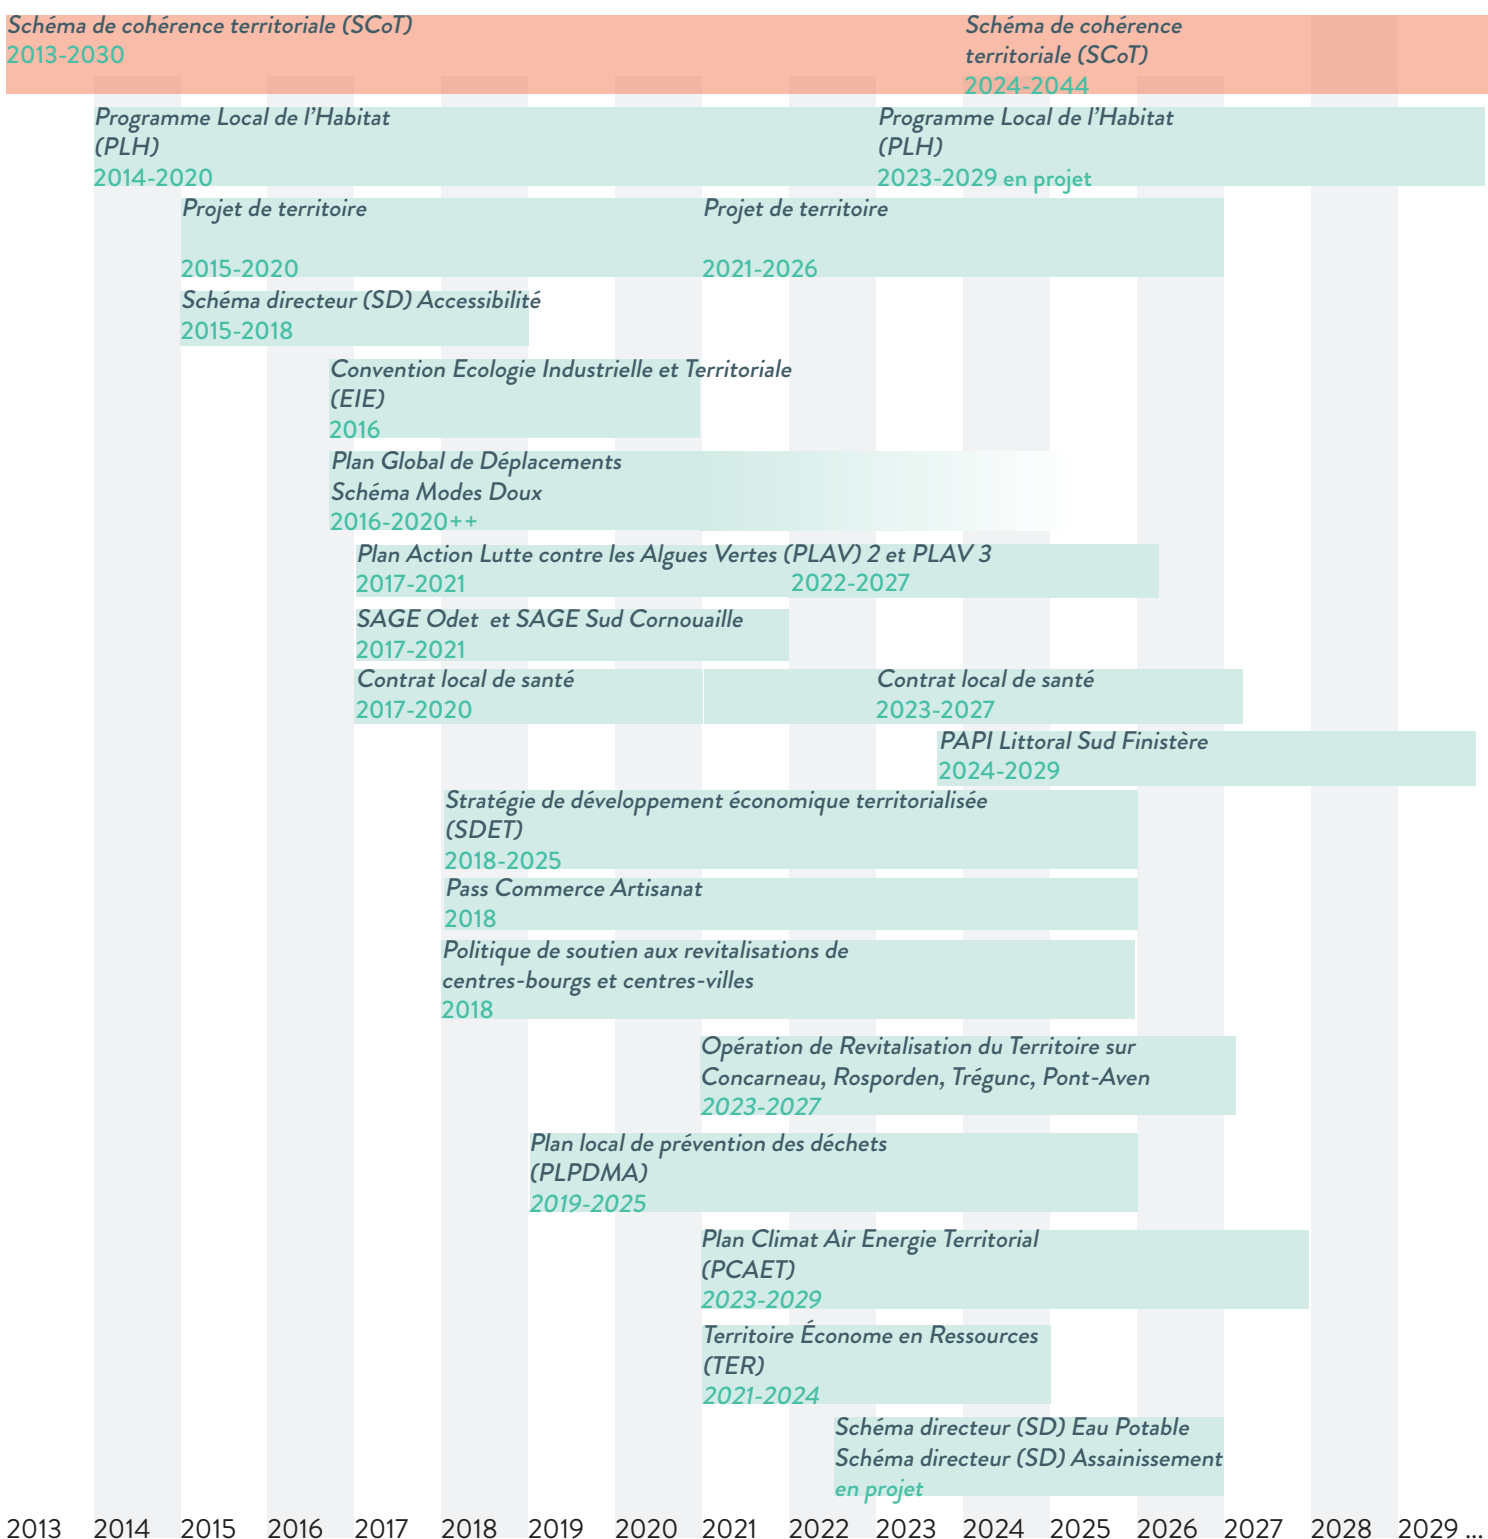 Schéma de cohérence territoriale (SCoT)
2013-2030
Schéma de cohérence
territoriale (SCoT)
2024-2044
Programme Local de l'Habitat
(PLH)
2014-2020
Programme Local de l'Habitat
(PLH)
2023-2029 en projet
Projet de territoire
2015-2020
Projet de territoire
2021-2026
Schéma directeur (SD) Accessibilité
2015-2018
Convention Ecologie Industrielle et Territoriale
(EIE)
2016
Plan Global de Déplacements
Schéma Modes Doux
2016-2020++
Plan Action Lutte contre les Algues Vertes (PLAV) 2 et PLAV 3
2017-2021 2022-2027
SAGE Odet et SAGE Sud Cornouaille
2017-2021
Contrat local de santé
2017-2020
Contrat local de santé
2023-2027
PAPI Littoral Sud Finistère
2024-2029
Stratégie de développement économique territorialisée
(SDET)
2018-2025
Pass Commerce Artisanat
2018
Politique de soutien aux revitalisations de
centres-bourgs et centres-villes
2018
Opération de Revitalisation du Territoire sur
Concarneau, Rosporden, Trégunc, Pont-Aven
2023-2027
Plan local de prévention des déchets
(PLPDMA)
2019-2025
Plan Climat Air Energie Territorial
(PCAET)
2023-2029
Territoire Économe en Ressources
(TER)
2021-2024
Schéma directeur (SD) Eau Potable
Schéma directeur (SD) Assainissement
en projet
2013 2014 2015 2016 2017 2018 2019 2020 2021 2022 2023 2024 2025 2026 2027 2028 2029 ...